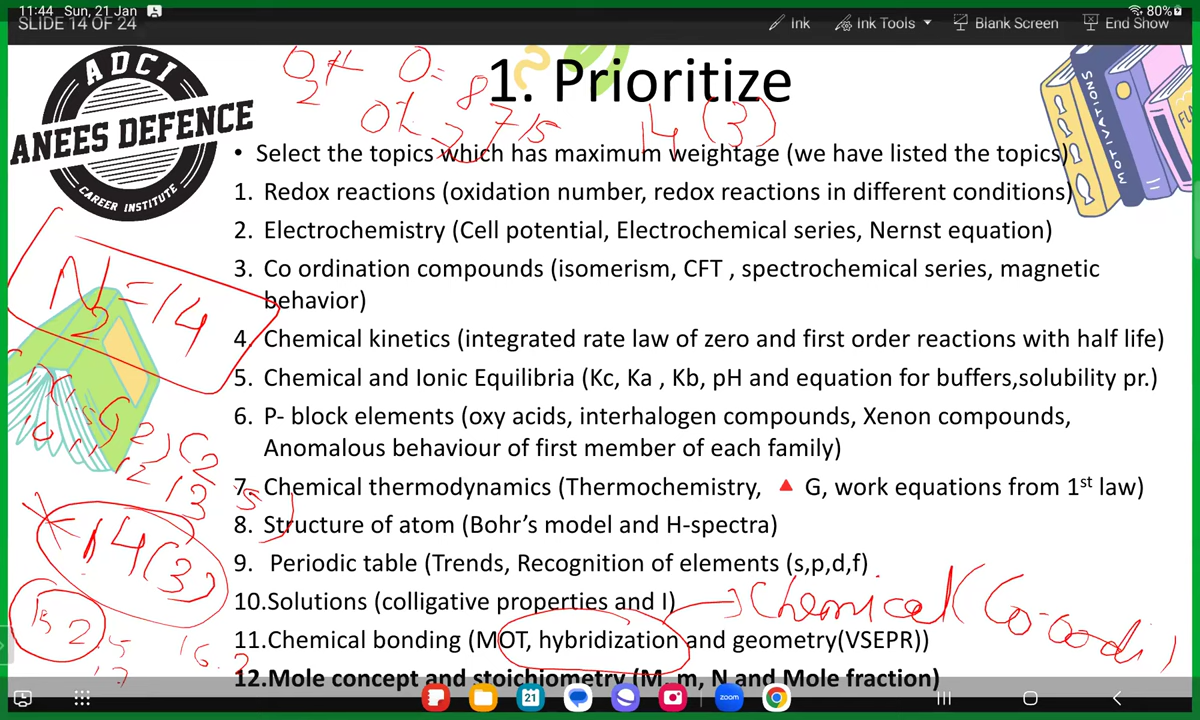 11:44 Sun, 21 Jan
80%
SLIDE 14 OF 24
Ink
Ink Tools
Blank Screen
End Show
ADCI
ANEES DEFENCE
CAREER INSTITUTE
MOTIVATIONS
1. Prioritize
14 (3)
• Select the topics which has maximum weightage (we have listed the topics)
1. Redox reactions (oxidation number, redox reactions in different conditions)
2. Electrochemistry (Cell potential, Electrochemical series, Nernst equation)
3. Co ordination compounds (isomerism, CFT , spectrochemical series, magnetic
behavior)
N2 = 14
4. Chemical kinetics (integrated rate law of zero and first order reactions with half life)
5. Chemical and Ionic Equilibria (Kc, Ka , Kb, pH and equation for buffers,solubility pr.)
6. P- block elements (oxy acids, interhalogen compounds, Xenon compounds,
Anomalous behaviour of first member of each family)
7. Chemical thermodynamics (Thermochemistry, 🔺 G, work equations from 1st law)
8. Structure of atom (Bohr's model and H-spectra)
14(3)
9. Periodic table (Trends, Recognition of elements (s,p,d,f)
10.Solutions (colligative properties and I)
Chemical (Co-ordi
11.Chemical bonding (MOT, hybridization and geometry(VSEPR))
12.Mole concept and stoichiometry (M, m, N and Mole fraction)
21
zoom